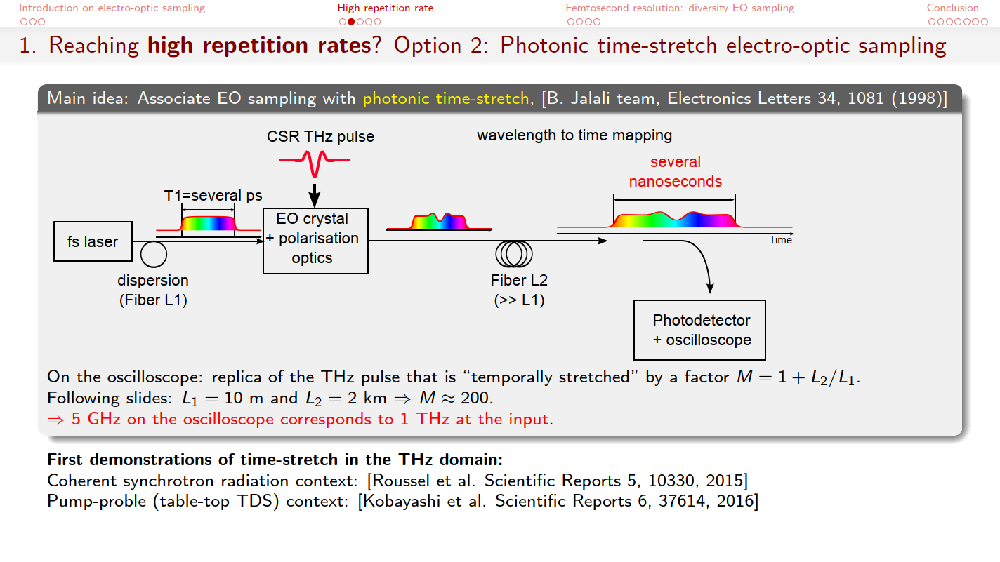 Introduction on electro-optic sampling
High repetition rate
Femtosecond resolution: diversity EO sampling
Conclusion
1. Reaching high repetition rates? Option 2: Photonic time-stretch electro-optic sampling
Main idea: Associate EO sampling with photonic time-stretch, [B. Jalali team, Electronics Letters 34, 1081 (1998)]
CSR THz pulse
wavelength to time mapping
several
nanoseconds
T1=several ps
EO crystal
+ polarisation
optics
fs laser
Time
dispersion
(Fiber L1)
Fiber L2
(>> L1)
Photodetector
+ oscilloscope
On the oscilloscope: replica of the THz pulse that is “temporally stretched” by a factor M = 1 + L₂/L₁.
Following slides: L₁ = 10 m and L₂ = 2 km ⇒ M ≈ 200.
⇒ 5 GHz on the oscilloscope corresponds to 1 THz at the input.
First demonstrations of time-stretch in the THz domain:
Coherent synchrotron radiation context: [Roussel et al. Scientific Reports 5, 10330, 2015]
Pump-proble (table-top TDS) context: [Kobayashi et al. Scientific Reports 6, 37614, 2016]